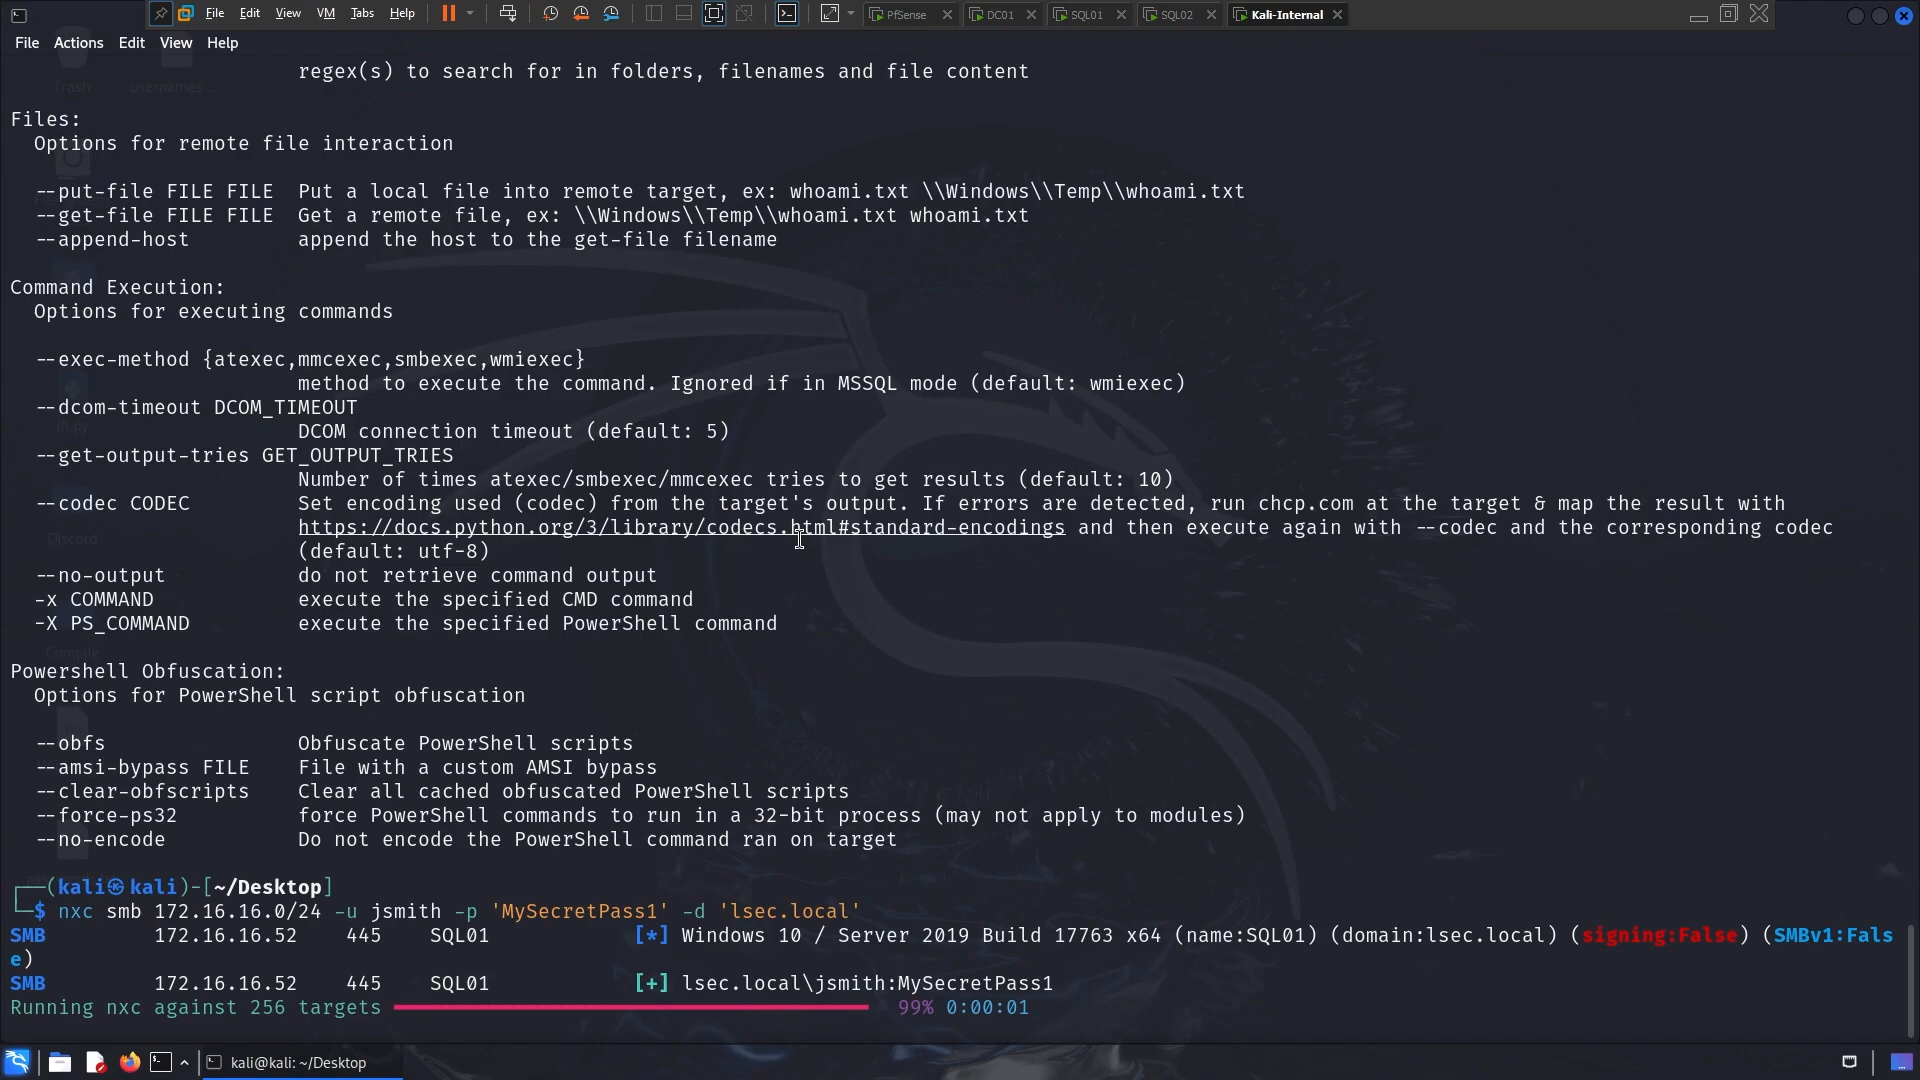 File Edit View VM Tabs Help PfSense DC01 SQL01 SQL02 Kali-Internal
File Actions Edit View Help
Trash usernames...
regex(s) to search for in folders, filenames and file content
Files:
Options for remote file interaction
--put-file FILE FILE Put a local file into remote target, ex: whoami.txt \\Windows\\Temp\\whoami.txt
--get-file FILE FILE Get a remote file, ex: \\Windows\\Temp\\whoami.txt whoami.txt
--append-host append the host to the get-file filename
Command Execution:
Options for executing commands
--exec-method {atexec,mmcexec,smbexec,wmiexec}
method to execute the command. Ignored if in MSSQL mode (default: wmiexec)
--dcom-timeout DCOM_TIMEOUT
lfi.py
DCOM connection timeout (default: 5)
--get-output-tries GET_OUTPUT_TRIES
Number of times atexec/smbexec/mmcexec tries to get results (default: 10)
--codec CODEC Set encoding used (codec) from the target's output. If errors are detected, run chcp.com at the target & map the result with
https://docs.python.org/3/library/codecs.html#standard-encodings and then execute again with --codec and the corresponding codec
Discord
(default: utf-8)
--no-output do not retrieve command output
-x COMMAND execute the specified CMD command
-X PS_COMMAND execute the specified PowerShell command
Compile
Powershell Obfuscation:
Options for PowerShell script obfuscation
--obfs Obfuscate PowerShell scripts
--amsi-bypass FILE File with a custom AMSI bypass
--clear-obfscripts Clear all cached obfuscated PowerShell scripts
--force-ps32 force PowerShell commands to run in a 32-bit process (may not apply to modules)
--no-encode Do not encode the PowerShell command ran on target
┌──(kali㉿kali)-[~/Desktop]
└─$ nxc smb 172.16.16.0/24 -u jsmith -p 'MySecretPass1' -d 'lsec.local'
SMB 172.16.16.52 445 SQL01 [*] Windows 10 / Server 2019 Build 17763 x64 (name:SQL01) (domain:lsec.local) (signing:False) (SMBv1:Fals
e)
SMB 172.16.16.52 445 SQL01 [+] lsec.local\jsmith:MySecretPass1
Running nxc against 256 targets 99% 0:00:01
kali@kali: ~/Desktop